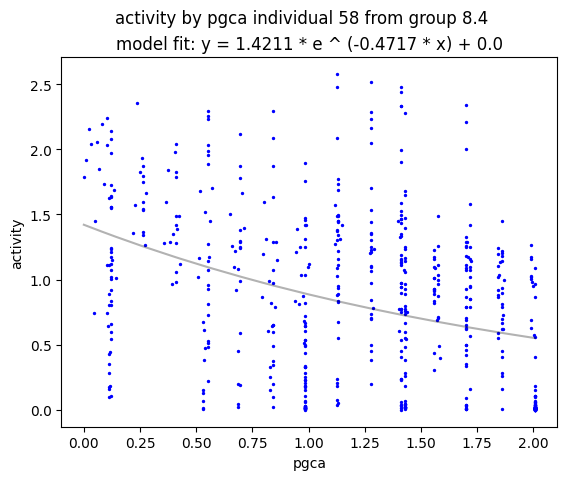 activity by pgca individual 58 from group 8.4
model fit: y = 1.4211 * e ^ (-0.4717 * x) + 0.0
2.5
2.0
1.5
1.0
0.5
0.0
activity
0.00 0.25 0.50 0.75 1.00 1.25 1.50 1.75 2.00
pgca